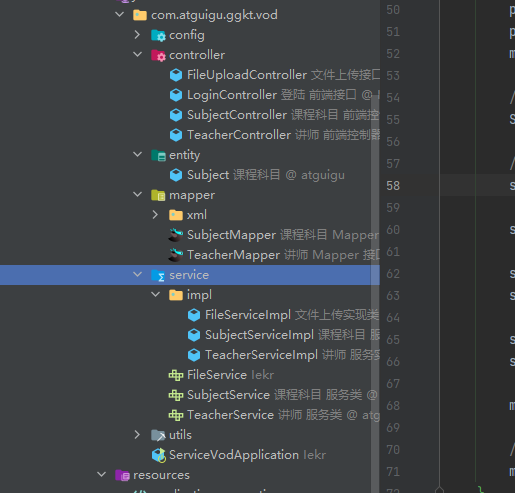 com.atguigu.ggkt.vod
config
controller
FileUploadController 文件上传接口
LoginController 登陆 前端接口 @
SubjectController 课程科目 前端控
TeacherController 讲师 前端控制器
entity
Subject 课程科目 @ atguigu
mapper
xml
SubjectMapper 课程科目 Mapper
TeacherMapper 讲师 Mapper 接口
service
impl
FileServiceImpl 文件上传实现类
SubjectServiceImpl 课程科目 服
TeacherServiceImpl 讲师 服务实
FileService lekr
SubjectService 课程科目 服务类 @
TeacherService 讲师 服务类 @ atg
utils
ServiceVodApplication lekr
resources
50 p
51 p
52 m
53
54 /
55 S
56
57 /
58 s
59
60 s
61
62 s
63 s
64
65 s
66 s
67
68 m
69
70 /
71 m
}